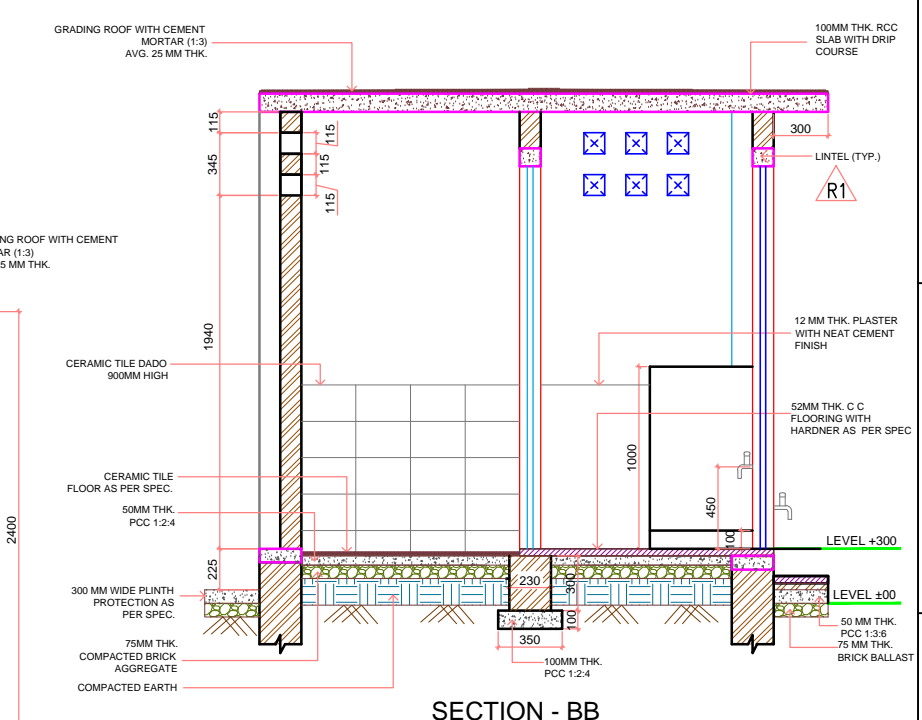 GRADING ROOF WITH CEMENT
MORTAR (1:3)
AVG. 25 MM THK.
100MM THK. RCC
SLAB WITH DRIP
COURSE
300
LINTEL (TYP.)
R1
115
345
115
115
115
NG ROOF WITH CEMENT
AR (1:3)
5 MM THK.
1940
12 MM THK. PLASTER
WITH NEAT CEMENT
FINISH
CERAMIC TILE DADO
900MM HIGH
52MM THK. C C
FLOORING WITH
HARDNER AS PER SPEC
1000
450
100
CERAMIC TILE
FLOOR AS PER SPEC.
50MM THK.
PCC 1:2:4
2400
225
LEVEL +300
300 MM WIDE PLINTH
PROTECTION AS
PER SPEC.
230
300
100
350
LEVEL ±00
50 MM THK.
PCC 1:3:6
75 MM THK.
BRICK BALLAST
75MM THK.
COMPACTED BRICK
AGGREGATE
100MM THK.
PCC 1:2:4
COMPACTED EARTH
SECTION - BB